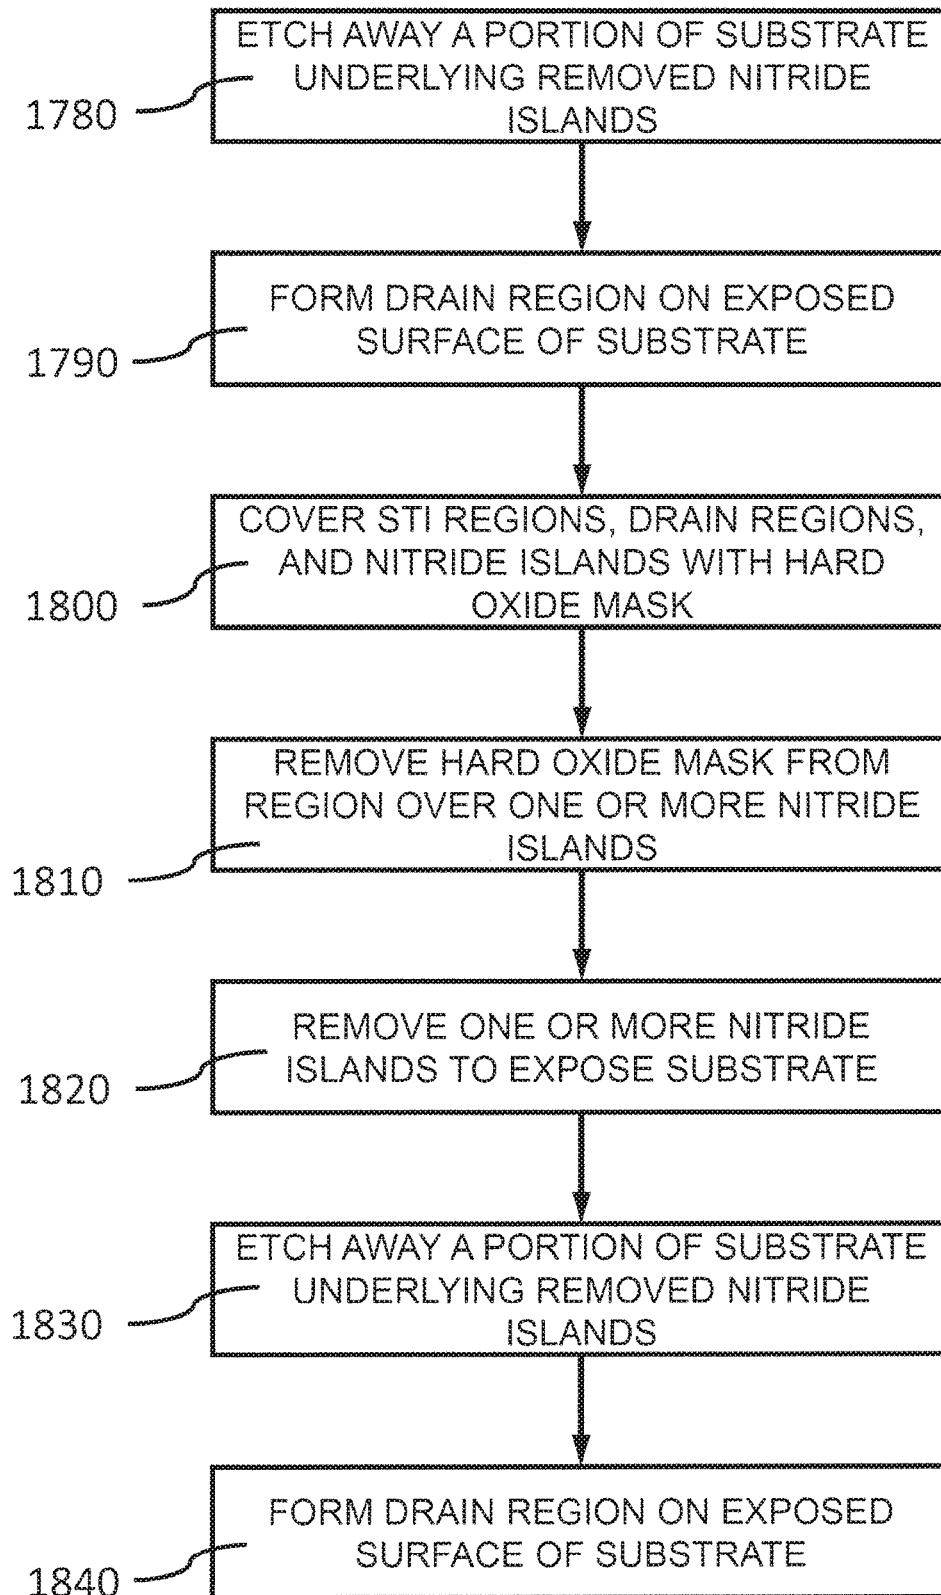 ETCH AWAY A PORTION OF SUBSTRATE
UNDERLYING REMOVED NITRIDE
ISLANDS
1780
FORM DRAIN REGION ON EXPOSED
SURFACE OF SUBSTRATE
1790
COVER STI REGIONS, DRAIN REGIONS,
AND NITRIDE ISLANDS WITH HARD
OXIDE MASK
1800
REMOVE HARD OXIDE MASK FROM
REGION OVER ONE OR MORE NITRIDE
ISLANDS
1810
REMOVE ONE OR MORE NITRIDE
ISLANDS TO EXPOSE SUBSTRATE
1820
ETCH AWAY A PORTION OF SUBSTRATE
UNDERLYING REMOVED NITRIDE
ISLANDS
1830
FORM DRAIN REGION ON EXPOSED
SURFACE OF SUBSTRATE
1840